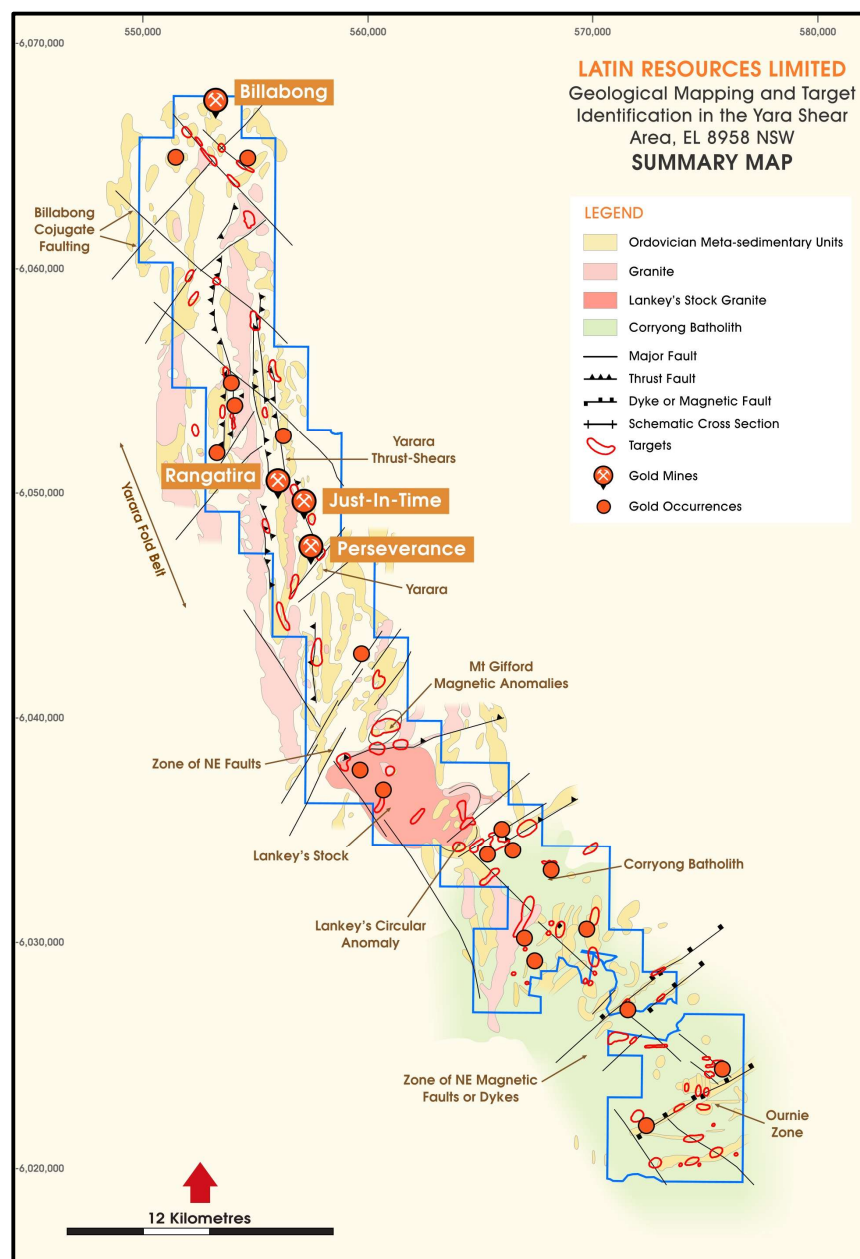 550,000
560,000
570,000
580,000
-6,070,000
LATIN RESOURCES LIMITED
Geological Mapping and Target
Identification in the Yara Shear
Area, EL 8958 NSW
SUMMARY MAP
Billabong
LEGEND
Ordovician Meta-sedimentary Units
Granite
Lankey's Stock Granite
Corryong Batholith
Major Fault
Thrust Fault
Dyke or Magnetic Fault
Schematic Cross Section
Targets
Gold Mines
Gold Occurrences
Billabong
Cojugate
Faulting
-6,060,000
Yarara
Thrust-Shears
Rangatira
-6,050,000
Just-In-Time
Perseverance
Yarara Fold Belt
Yarara
Mt Gifford
Magnetic Anomalies
-6,040,000
Zone of NE Faults
Lankey's Stock
Corryong Batholith
Lankey's Circular
Anomaly
-6,030,000
Zone of NE Magnetic
Faults or Dykes
Ournie
Zone
-6,020,000
12 Kilometres